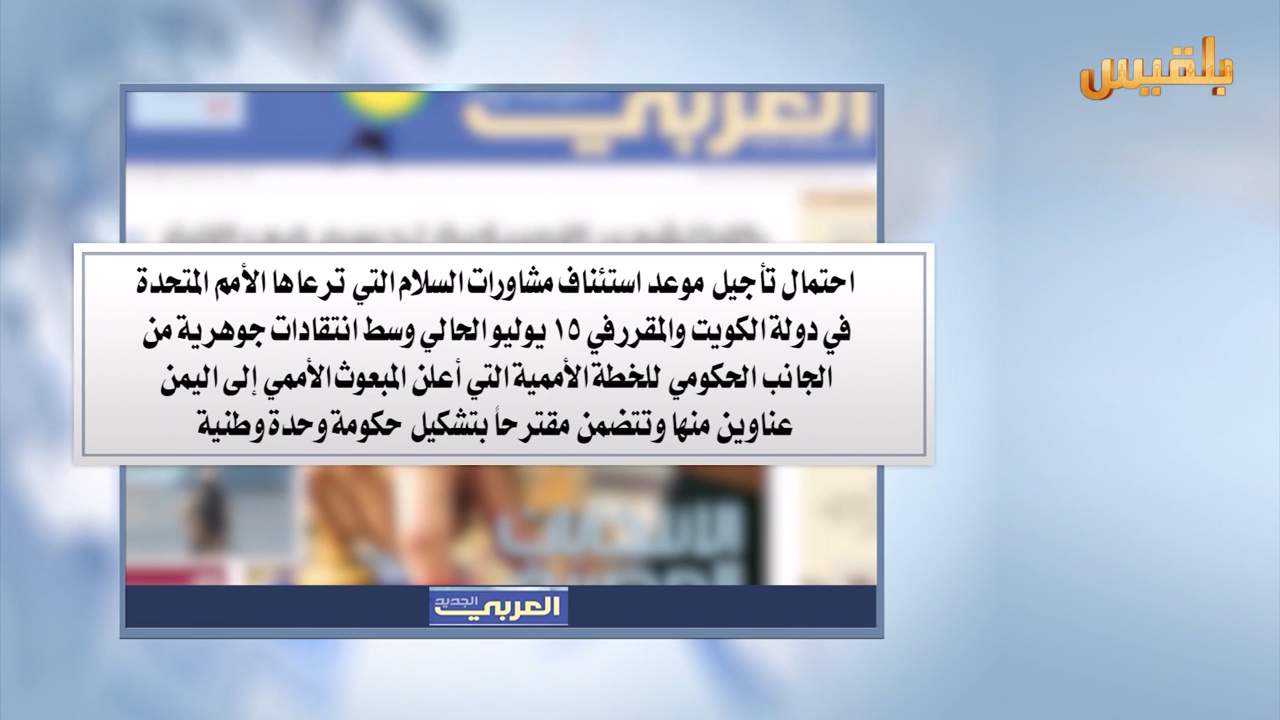 بلقيس
العربي
احتمال تأجيل موعد استئناف مشاورات السلام التي ترعاها الأمم المتحدة
في دولة الكويت والمقرر في ١٥ يوليو الحالي وسط انتقادات جوهرية من
الجانب الحكومي للخطة الأممية التي أعلن المبعوث الأممي إلى اليمن
عناوين منها وتتضمن مقترحاً بتشكيل حكومة وحدة وطنية
العربي الجديد